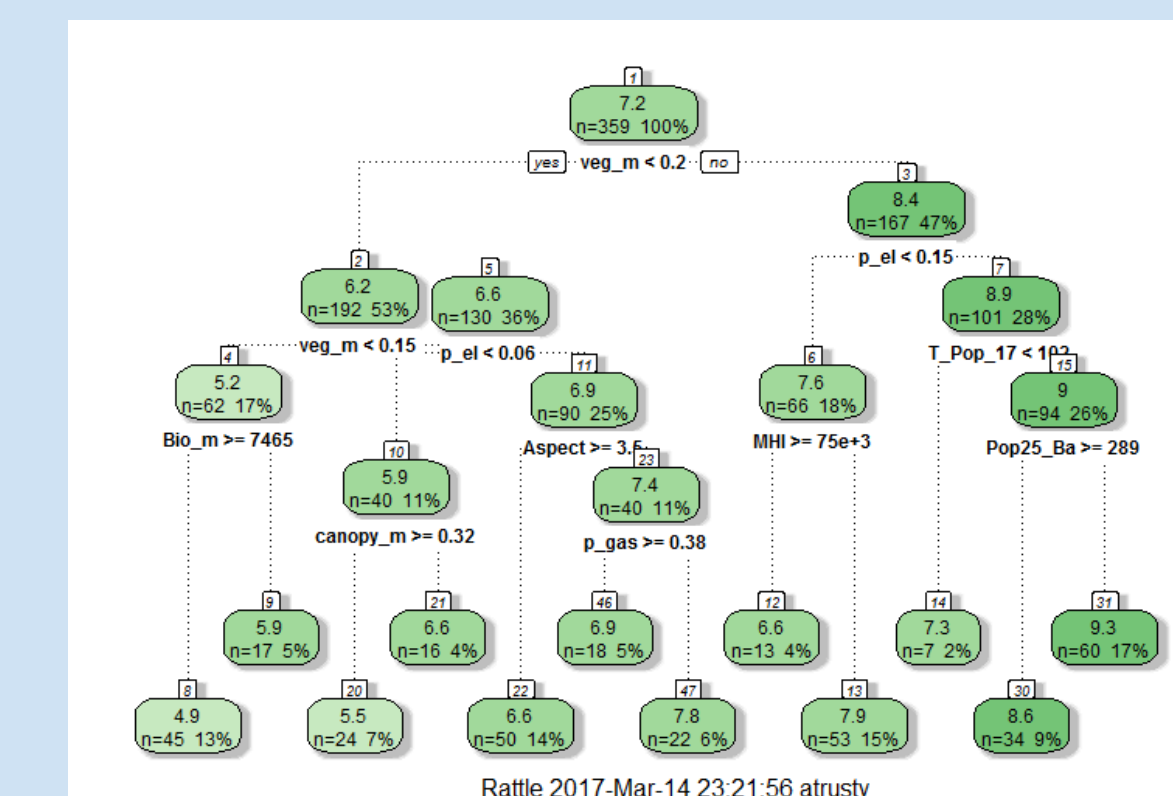 1
7.2
n=359 100%
yes veg_m < 0.2 no
3
8.4
n=167 47%
p_el < 0.15
2
6.2
n=192 53%
veg_m < 0.15
5
6.6
n=130 36%
p_el < 0.06
7
8.9
n=101 28%
T_Pop_17 <
4
5.2
n=62 17%
Bio_m >= 7465
11
6.9
n=90 25%
Aspect >= 3.5
6
7.6
n=66 18%
MHI >= 75e+3
15
9
n=94 26%
Pop25_Ba >= 289
10
5.9
n=40 11%
canopy_m >= 0.32
23
7.4
n=40 11%
p_gas >= 0.38
9
5.9
n=17 5%
21
6.6
n=16 4%
46
6.9
n=18 5%
12
6.6
n=13 4%
14
7.3
n=7 2%
31
9.3
n=60 17%
8
4.9
n=45 13%
20
5.5
n=24 7%
22
6.6
n=50 14%
47
7.8
n=22 6%
13
7.9
n=53 15%
30
8.6
n=34 9%
Rattle 2017-Mar-14 23:21:56 atrusty